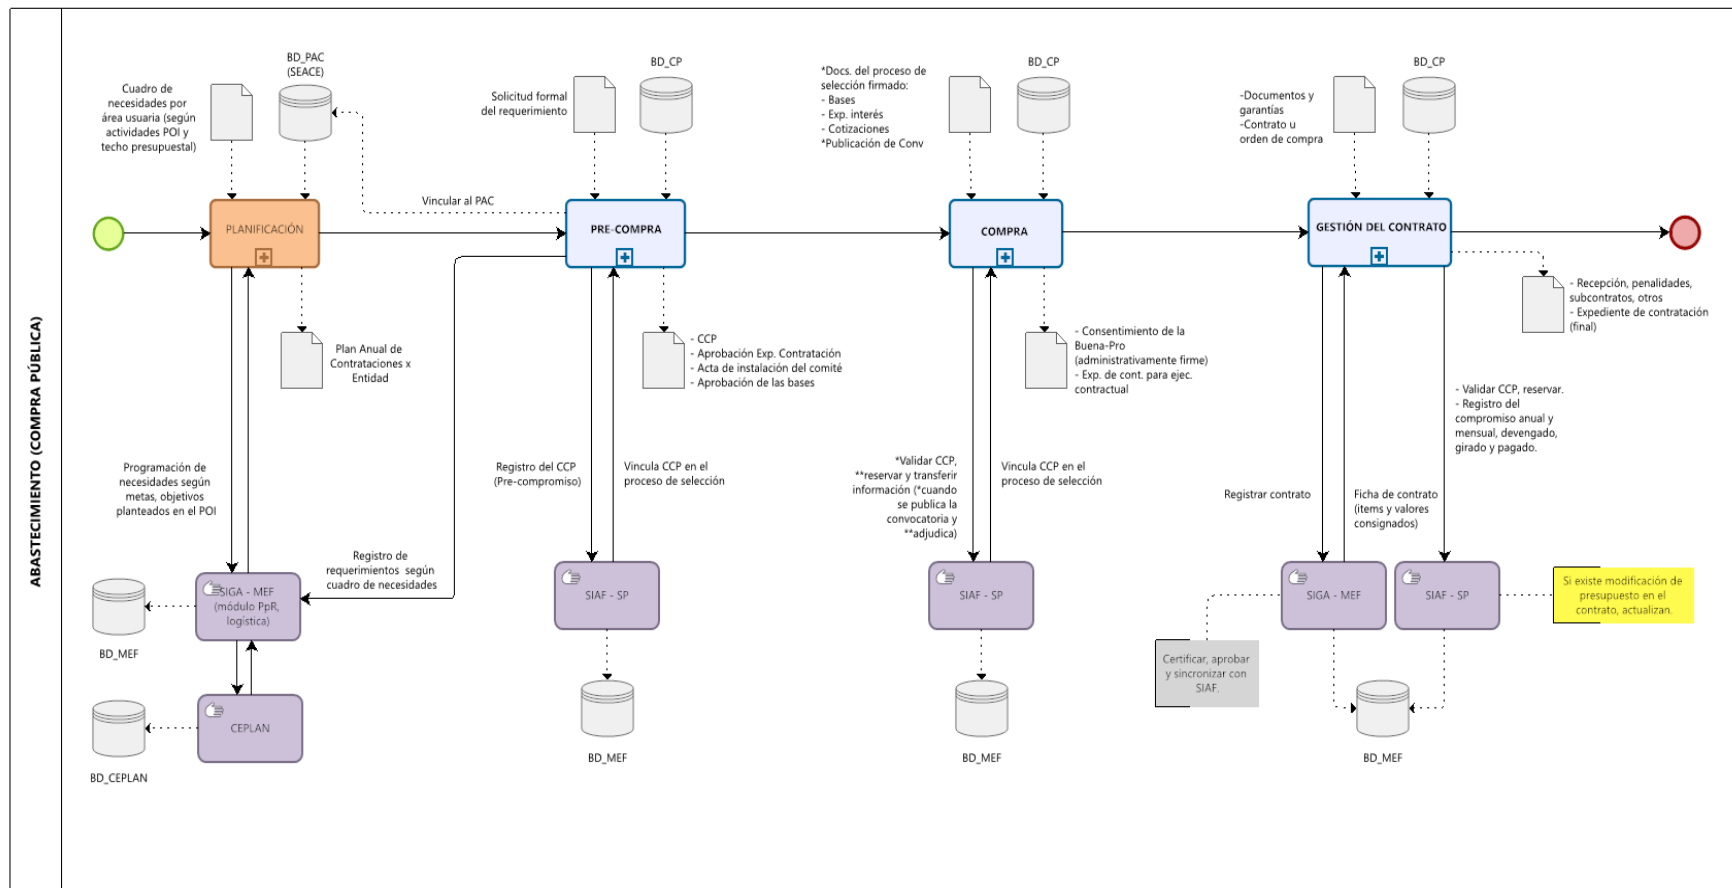 ABASTECIMIENTO (COMPRA PÚBLICA)
Cuadro de
necesidades por
área usuaria (según
actividades POI y
techo presupuestal)
BD_PAC
(SEACE)
Solicitud formal
del requerimiento
BD_CP
*Docs. del proceso de
selección firmado:
- Bases
- Exp. interés
- Cotizaciones
*Publicación de Conv
BD_CP
-Documentos y
garantías
-Contrato u
orden de compra
BD_CP
Vincular al PAC
PLANIFICACIÓN
PRE-COMPRA
COMPRA
GESTIÓN DEL CONTRATO
Plan Anual de
Contrataciones x
Entidad
- CCP
- Aprobación Exp. Contratación
- Acta de instalación del comité
- Aprobación de las bases
- Consentimiento de la
Buena-Pro
(administrativamente firme)
- Exp. de cont. para ejec.
contractual
- Recepción, penalidades,
subcontratos, otros
- Expediente de contratación
(final)
- Validar CCP, reservar.
- Registro del
compromiso anual y
mensual, devengado,
girado y pagado.
Programación de
necesidades según
metas, objetivos
planteados en el POI
Registro de
requerimientos según
cuadro de necesidades
Registro del CCP
(Pre-compromiso)
Vincula CCP en el
proceso de selección
*Validar CCP,
**reservar y transferir
información (*cuando
se publica la
convocatoria y
**adjudica)
Vincula CCP en el
proceso de selección
Registrar contrato
Ficha de contrato
(items y valores
consignados)
SIGA - MEF
(módulo PpR,
logística)
SIAF - SP
SIAF - SP
SIGA - MEF
SIAF - SP
Si existe modificación de
presupuesto en el
contrato, actualizan.
BD_MEF
Certificar, aprobar
y sincronizar con
SIAF.
CEPLAN
BD_CEPLAN
BD_MEF
BD_MEF
BD_MEF